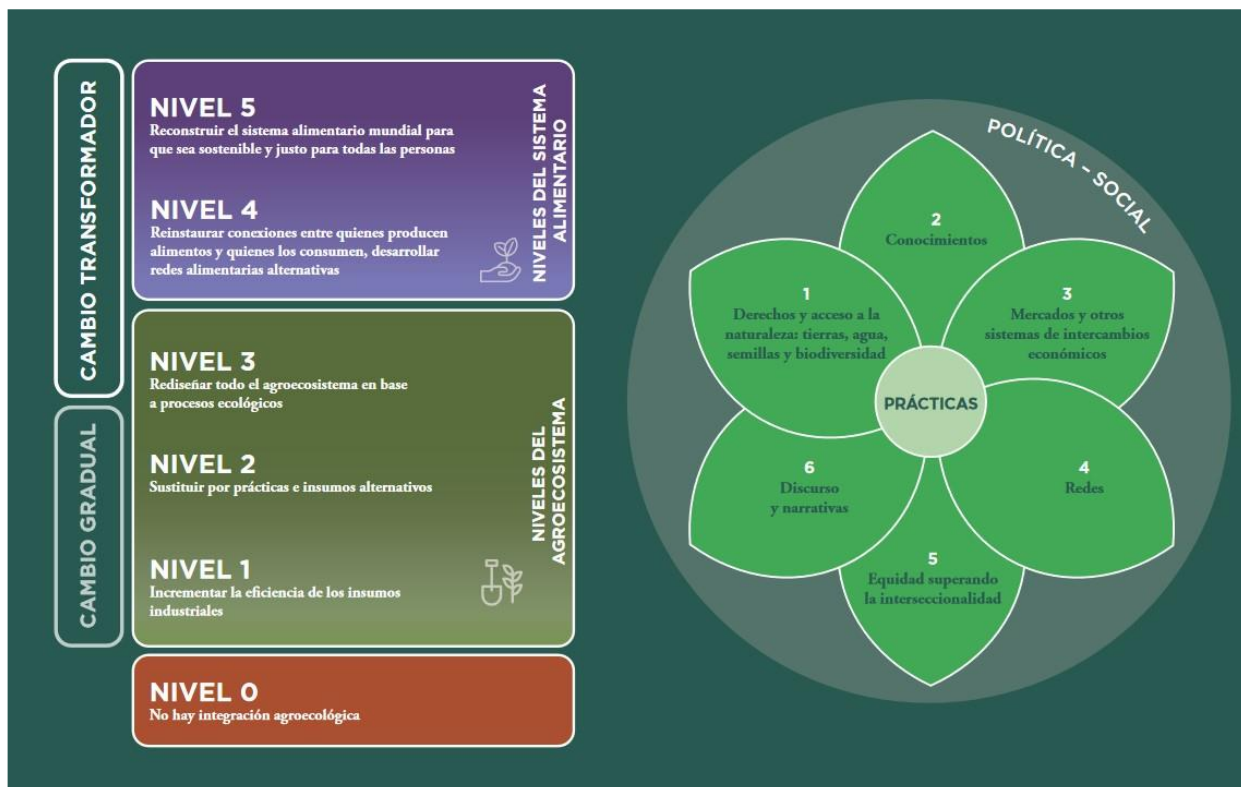 CAMBIO TRANSFORMADOR
CAMBIO GRADUAL
NIVEL 5
Reconstruir el sistema alimentario mundial para
que sea sostenible y justo para todas las personas
NIVEL 4
Reinstaurar conexiones entre quienes producen
alimentos y quienes los consumen, desarrollar
redes alimentarias alternativas
NIVELES DEL SISTEMA
ALIMENTARIO
NIVEL 3
Rediseñar todo el agroecosistema en base
a procesos ecológicos
NIVEL 2
Sustituir por prácticas e insumos alternativos
NIVEL 1
Incrementar la eficiencia de los insumos
industriales
NIVELES DEL
AGROECOSISTEMA
NIVEL 0
No hay integración agroecológica
POLÍTICA – SOCIAL
1
Derechos y acceso a la
naturaleza: tierras, agua,
semillas y biodiversidad
2
Conocimientos
3
Mercados y otros
sistemas de intercambios
económicos
PRÁCTICAS
4
Redes
5
Equidad superando
la interseccionalidad
6
Discurso
y narrativas